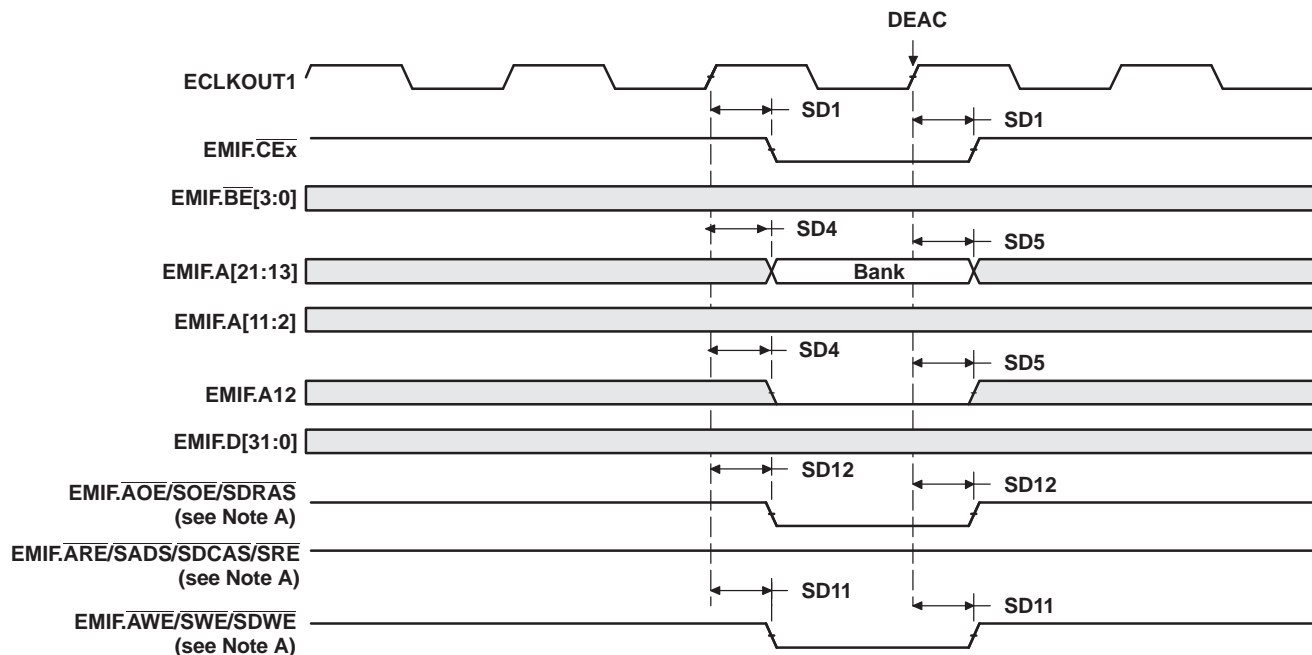 DEAC
ECLKOUT1
SD1
SD1
EMIF.CEx
EMIF.BE[3:0]
SD4
SD5
EMIF.A[21:13]
Bank
EMIF.A[11:2]
SD4
SD5
EMIF.A12
EMIF.D[31:0]
SD12
SD12
EMIF.AOE/SOE/SDRAS
(see Note A)
EMIF.ARE/SADS/SDCAS/SRE
(see Note A)
SD11
SD11
EMIF.AWE/SWE/SDWE
(see Note A)